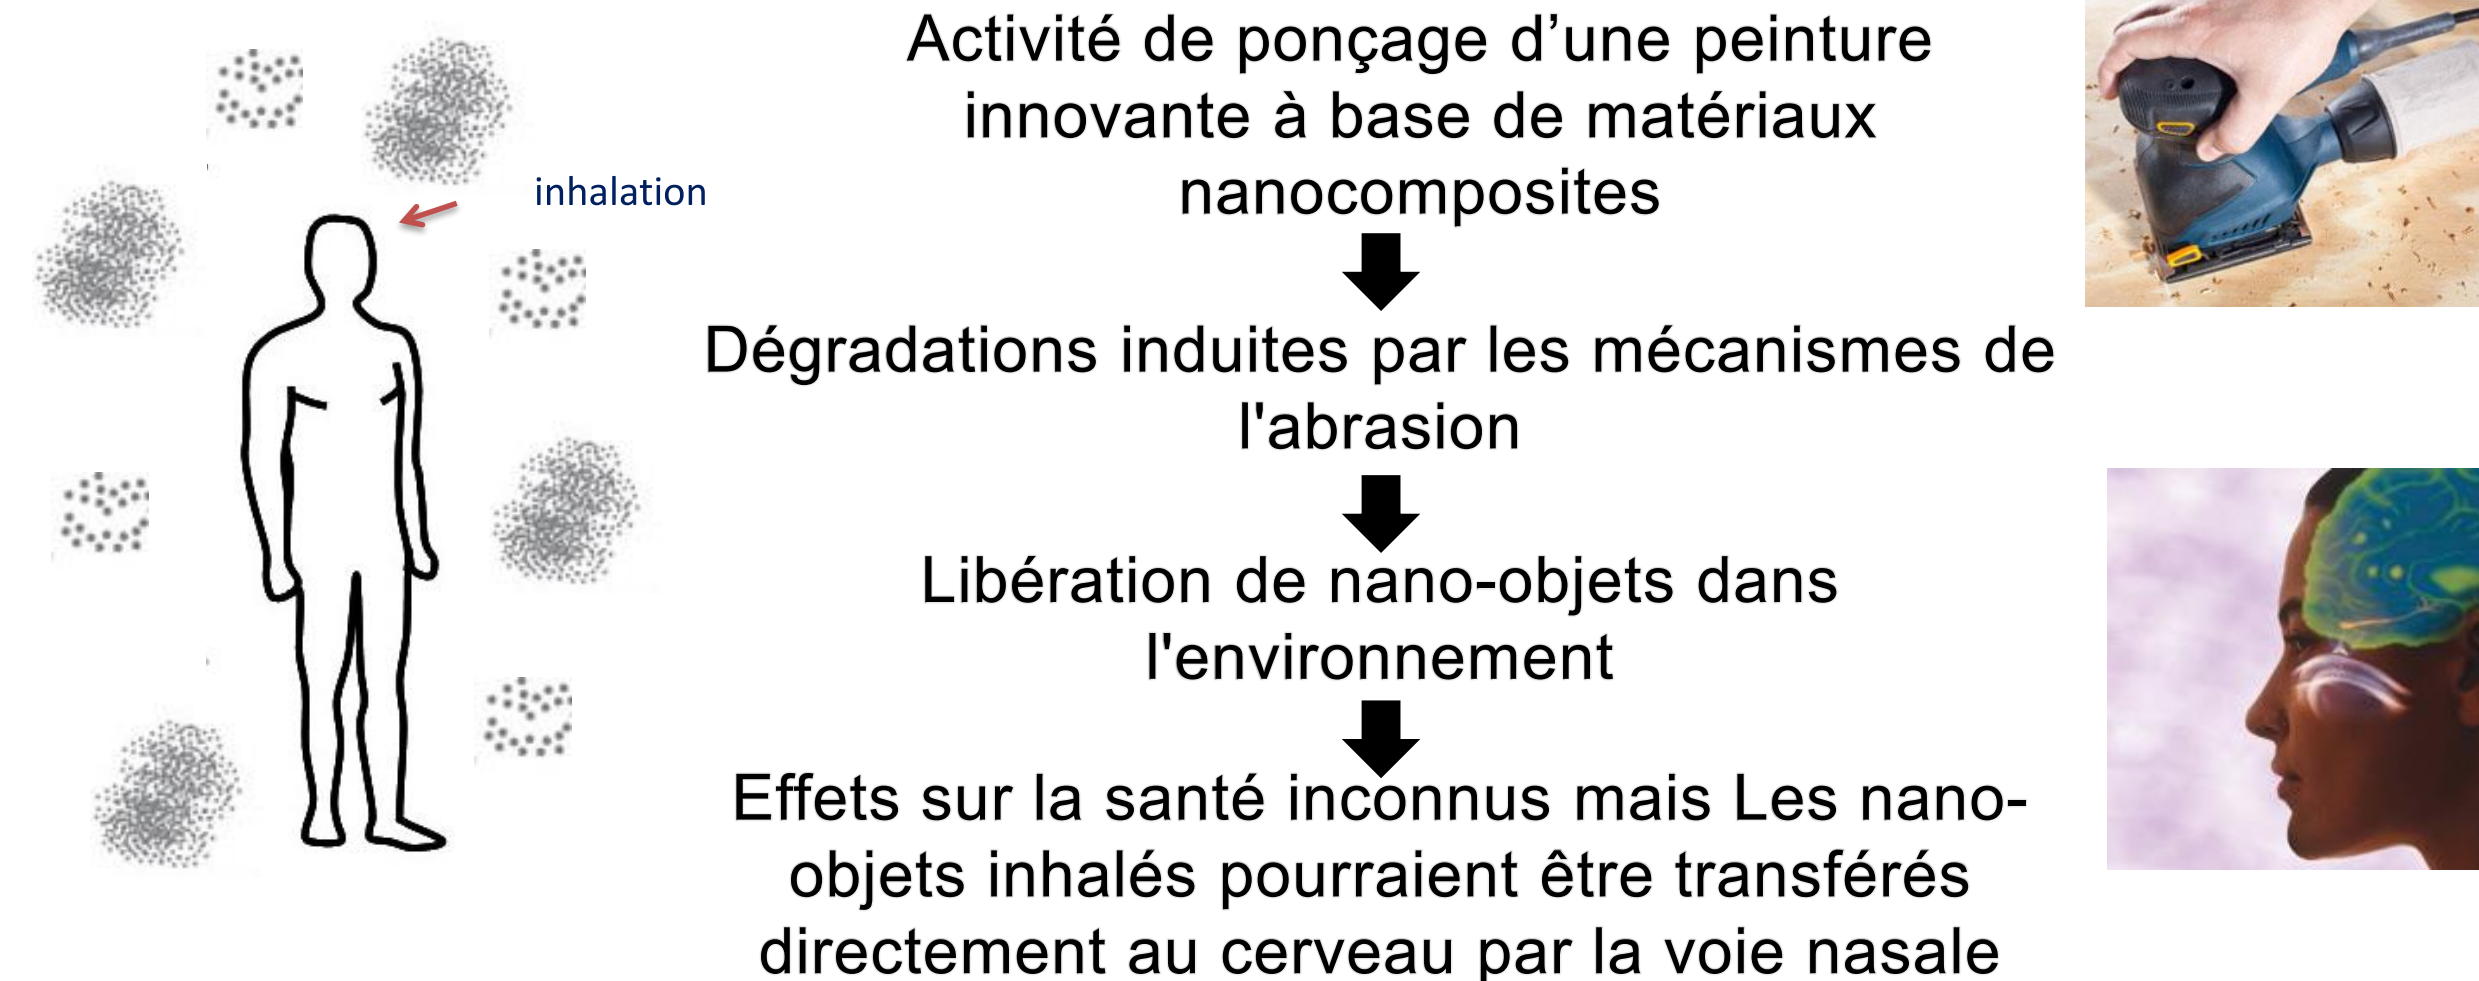 Activité de ponçage d’une peinture
innovante à base de matériaux
nanocomposites
inhalation
Dégradations induites par les mécanismes de
l'abrasion
Libération de nano-objets dans
l'environnement
Effets sur la santé inconnus mais Les nano-
objets inhalés pourraient être transférés
directement au cerveau par la voie nasale